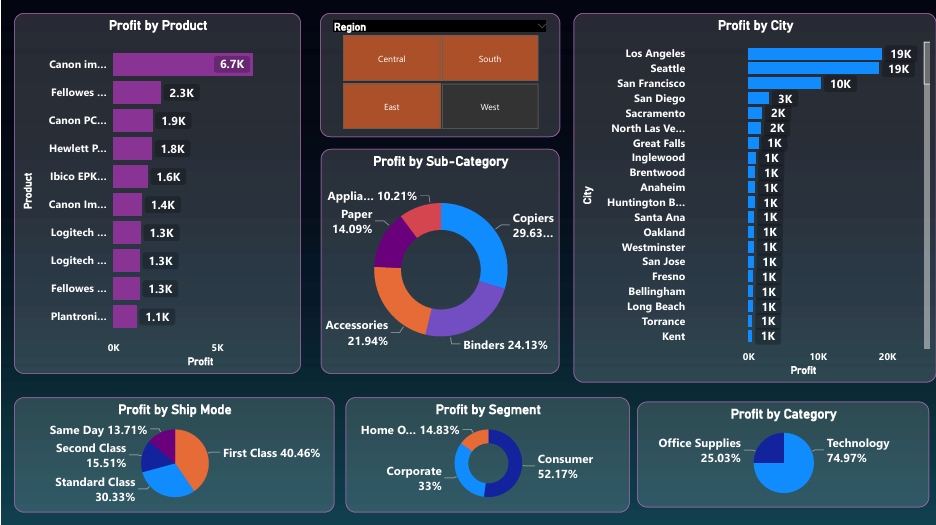 Profit by Product
Product
Canon im... 6.7K
Fellowes ... 2.3K
Canon PC... 1.9K
Hewlett P... 1.8K
Ibico EPK... 1.6K
Canon Im... 1.4K
Logitech ... 1.3K
Logitech ... 1.3K
Fellowes ... 1.3K
Plantroni... 1.1K
0K 5K
Profit
Region
Central South
East West
Profit by Sub-Category
Applia... 10.21%
Paper
14.09%
Copiers
29.63...
Accessories
21.94%
Binders 24.13%
Profit by City
City
Los Angeles 19K
Seattle 19K
San Francisco 10K
San Diego 3K
Sacramento 2K
North Las Ve... 2K
Great Falls 1K
Inglewood 1K
Brentwood 1K
Anaheim 1K
Huntington B... 1K
Santa Ana 1K
Oakland 1K
Westminster 1K
San Jose 1K
Fresno 1K
Bellingham 1K
Long Beach 1K
Torrance 1K
Kent 1K
0K 10K 20K
Profit
Profit by Ship Mode
Same Day 13.71%
Second Class
15.51%
Standard Class
30.33%
First Class 40.46%
Profit by Segment
Home O... 14.83%
Corporate
33%
Consumer
52.17%
Profit by Category
Office Supplies
25.03%
Technology
74.97%